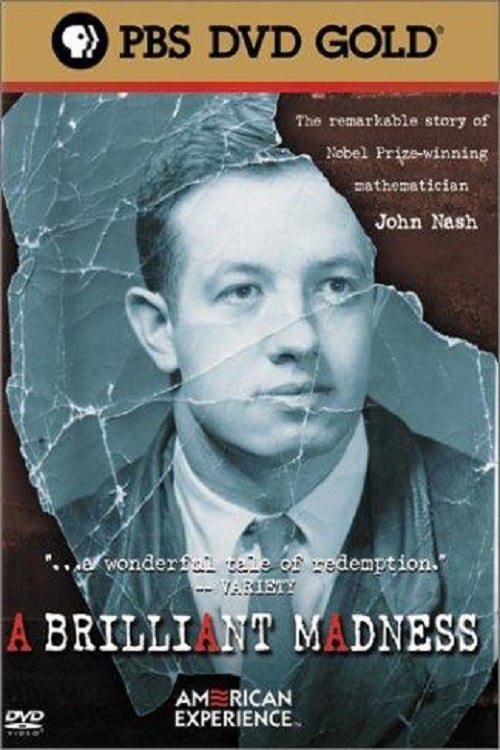 PBS DVD GOLD®
The remarkable story of
Nobel Prize-winning
mathematician
John Nash
"...a wonderful tale of redemption."
-- VARIETY
A BRILLIANT MADNESS
DVD
VIDEO
AMERICAN
EXPERIENCE™